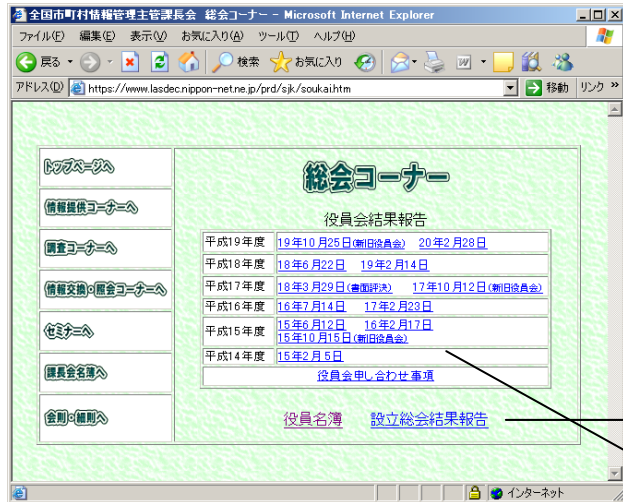 全国市町村情報管理主管課長会 総会コーナー - Microsoft Internet Explorer
ファイル(F) 編集(E) 表示(V) お気に入り(A) ツール(T) ヘルプ(H)
戻る 検索 お気に入り
アドレス(D) https://www.lasdec.nippon-net.ne.jp/prd/sjk/soukai.htm 移動 リンク »
トップページへ
情報提供コーナーへ
調査コーナーへ
情報交換・照会コーナーへ
セミナーへ
課長会名簿へ
会則・細則へ
総会コーナー
役員会結果報告
平成19年度 19年10月25日(新旧役員会) 20年2月28日
平成18年度 18年6月22日 19年2月14日
平成17年度 18年3月29日(書面評決) 17年10月12日(新旧役員会)
平成16年度 16年7月14日 17年2月23日
平成15年度 15年6月12日 16年2月17日
15年10月15日(新旧役員会)
平成14年度 15年2月5日
役員会申し合わせ事項
役員名簿 設立総会結果報告
インターネット